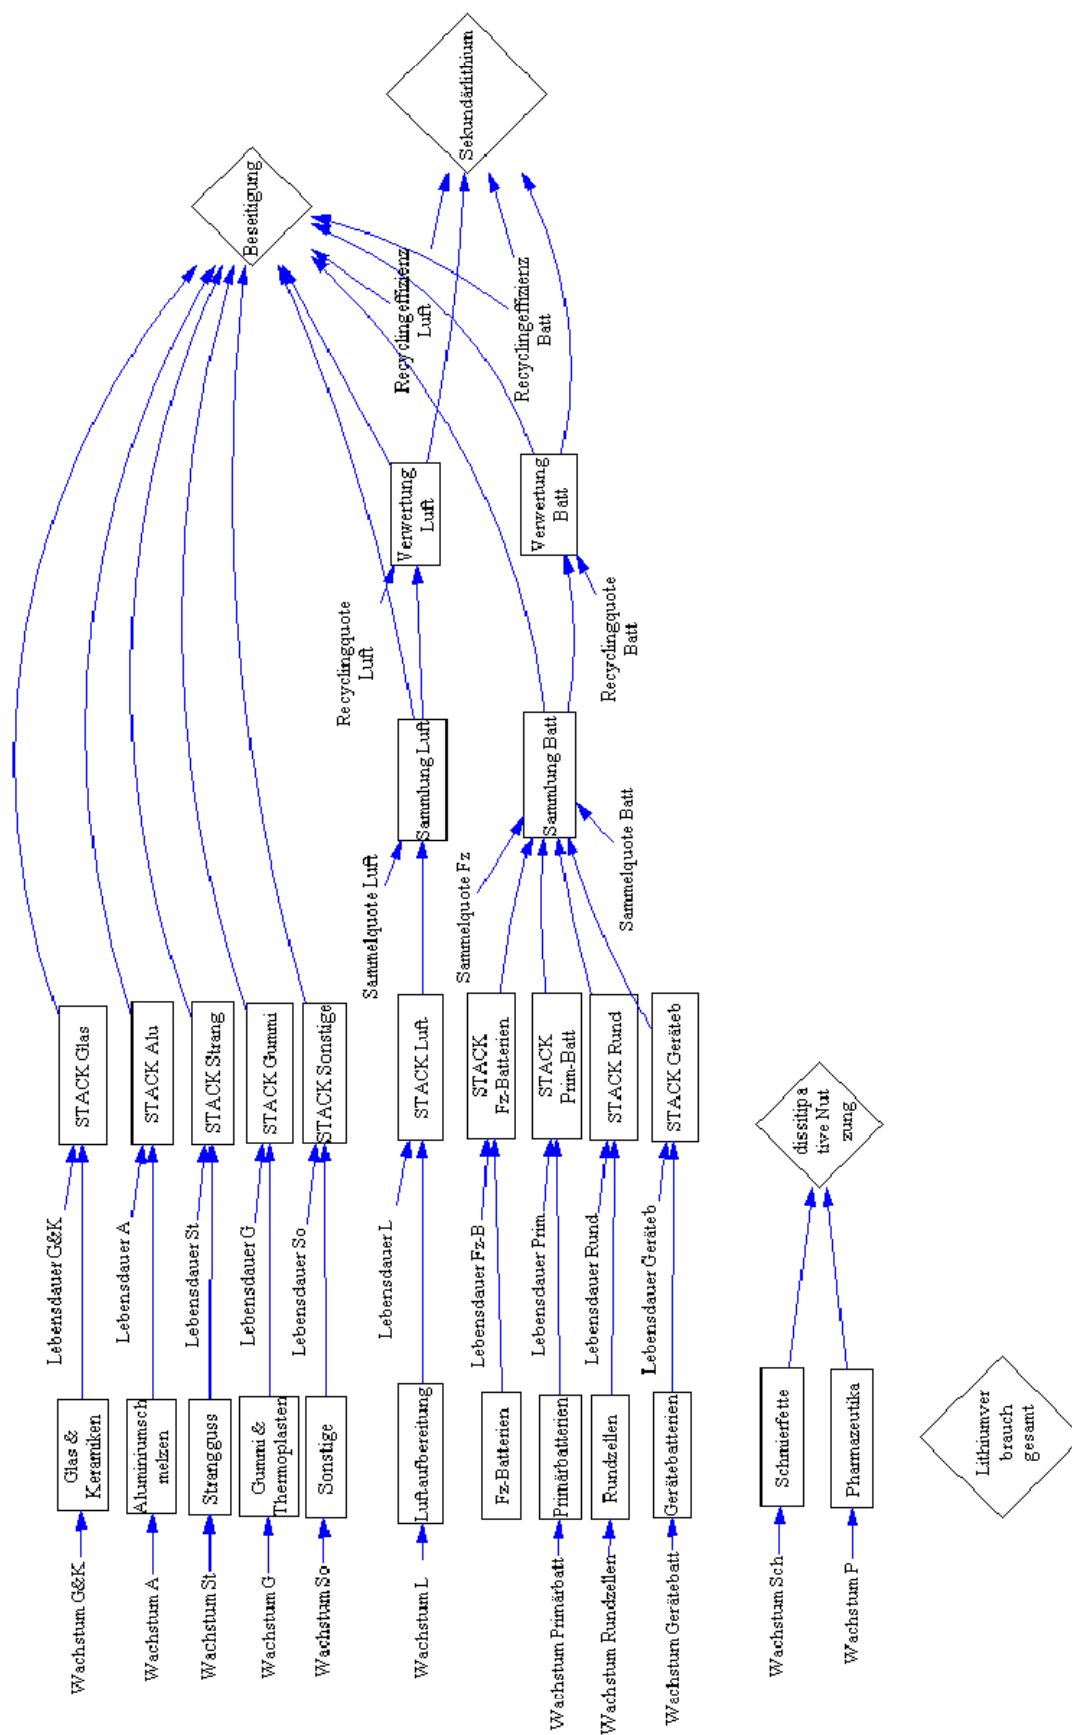 Wachstum G&K
Glas &
Keramiken
Lebensdauer G&K
STACK Glas
Wachstum A
Aluminiumsch
melzen
Lebensdauer A
STACK Alu
Wachstum St
Strangguss
Lebensdauer St
STACK Strang
Wachstum G
Gummi &
Thermoplasten
Lebensdauer G
STACK Gummi
Wachstum So
Sonstige
Lebensdauer So
STACK Sonstige
Beseitigung
Wachstum L
Luftaufbereitung
Lebensdauer L
STACK Luft
Sammelquote Luft
Sammlung Luft
Recyclingquote
Luft
Verwertung
Luft
Recyclingeffizienz
Luft
Sekundärlithium
Fz-Batterien
Lebensdauer Fz-B
STACK
Fz-Batterien
Sammelquote Fz
Sammlung Batt
Wachstum Primärbatt
Primärbatterien
Lebensdauer Prim
STACK
Prim-Batt
Verwertung
Batt
Recyclingeffizienz
Batt
Wachstum Rundzellen
Rundzellen
Lebensdauer Rund
STACK Rund
Sammelquote Batt
Recyclingquote
Batt
Wachstum Gerätebatt
Gerätebatterien
Lebensdauer Geräteb
STACK Geräteb
Wachstum Sch
Schmierfette
dissitipa
tive Nut
zung
Wachstum P
Pharmazeutika
Lithiumver
brauch
gesamt